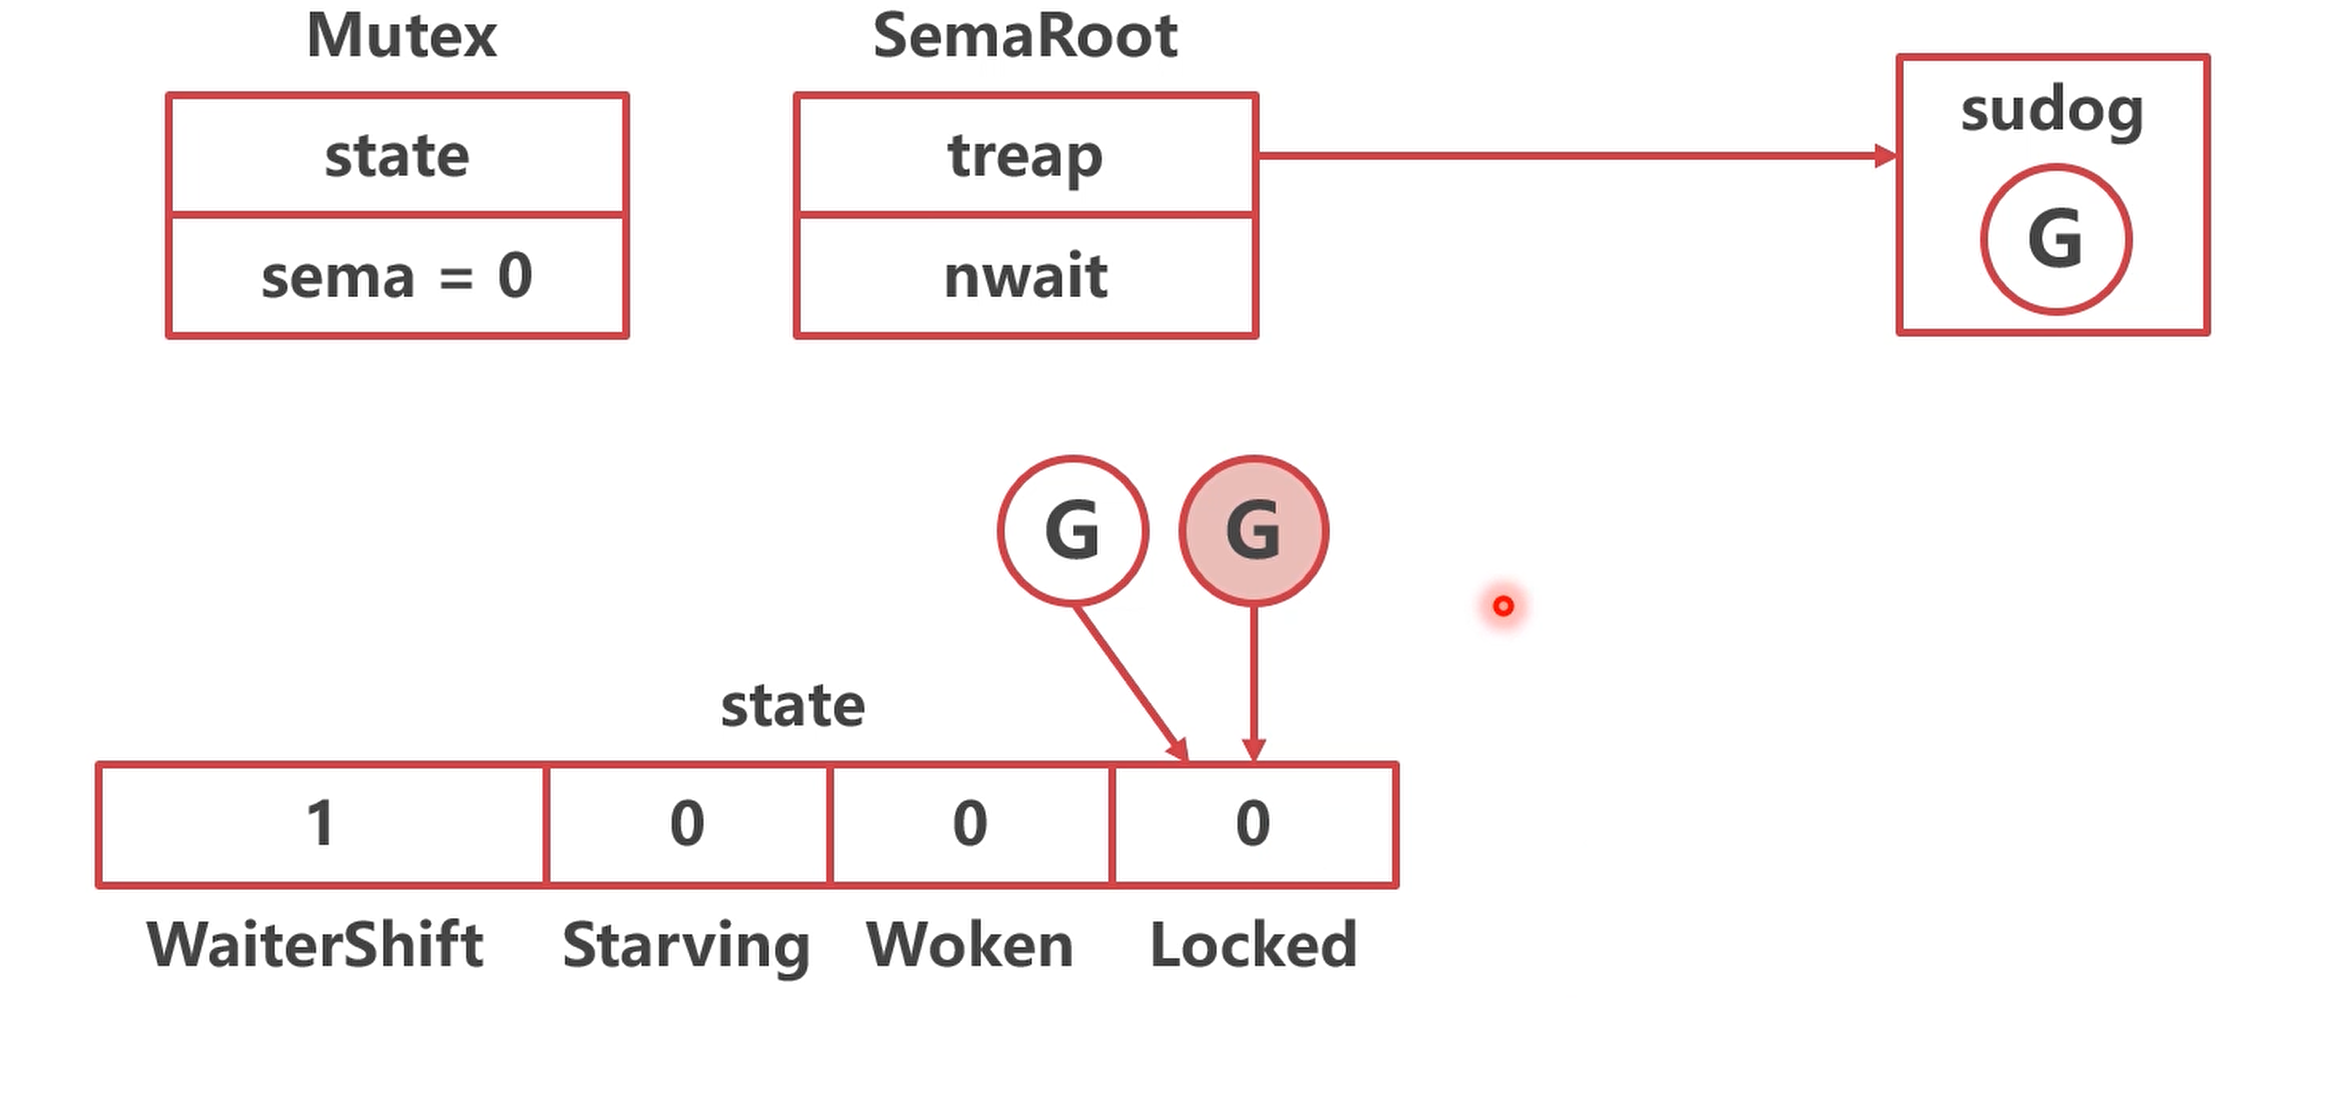 Mutex
SemaRoot
state
sema = 0
treap
nwait
sudog
G
G
G
state
1
0
0
0
WaiterShift
Starving
Woken
Locked